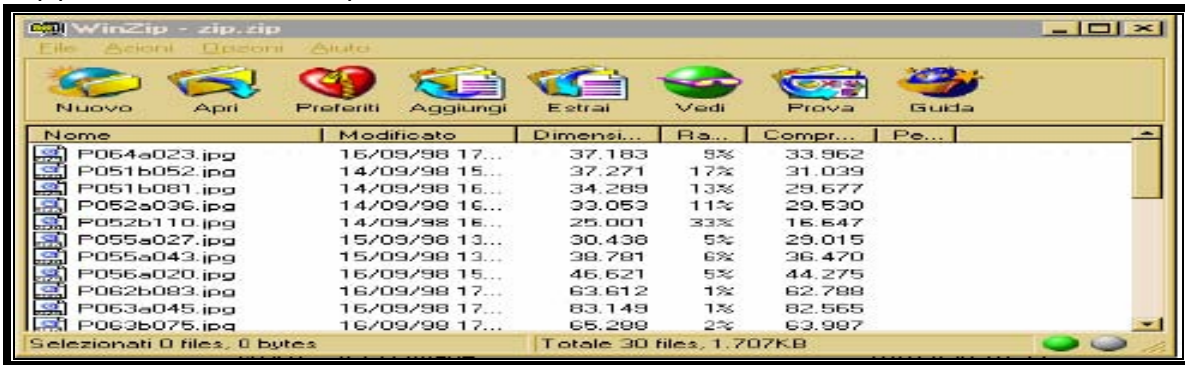 WinZip - zip.zip
File Azioni Opzioni Aiuto
Nuovo Apri Preferiti Aggiungi Estrai Vedi Prova Guida
Nome Modificato Dimensi... Ra... Compr... Pe...
P064a023.jpg 16/09/98 17... 37.183 9% 33.962
P051b052.jpg 14/09/98 15... 37.271 17% 31.039
P051b081.jpg 14/09/98 16... 34.289 13% 29.677
P052a036.jpg 14/09/98 16... 33.053 11% 29.530
P052b110.jpg 14/09/98 16... 25.001 33% 16.647
P055a027.jpg 15/09/98 13... 30.438 5% 29.015
P055a043.jpg 15/09/98 13... 38.781 6% 36.470
P056a020.jpg 16/09/98 15... 46.621 5% 44.275
P062b083.jpg 16/09/98 17... 63.612 1% 62.788
P063a045.jpg 16/09/98 17... 83.149 1% 82.565
P063b075.jpg 16/09/98 17... 65.288 2% 63.987
Selezionati 0 files, 0 bytes Totale 30 files, 1.707KB